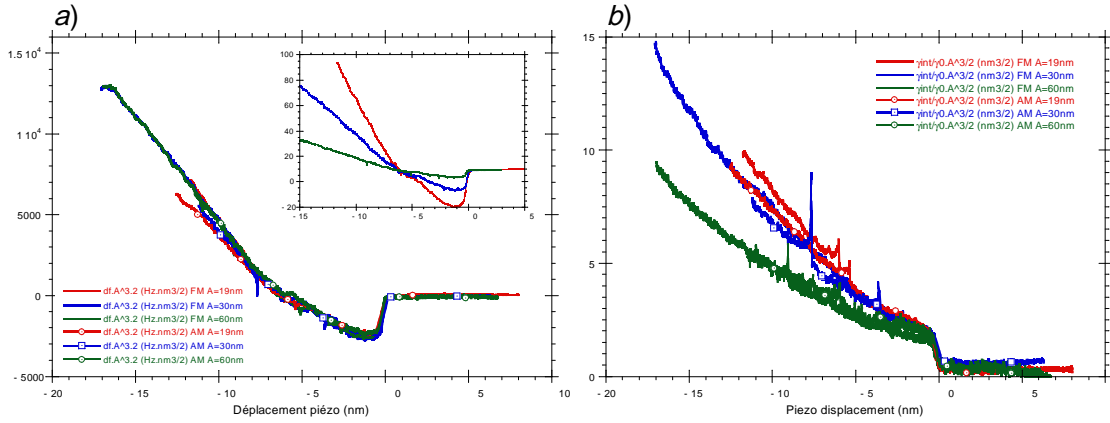 a)
1.5 10⁴
1 10⁴
5000
0
- 5000
- 20
- 15
- 10
- 5
0
5
10
Déplacement piézo (nm)
df.A^3.2 (Hz.nm3/2) FM A=19nm
df.A^3.2 (Hz.nm3/2) FM A=30nm
df.A^3.2 (Hz.nm3/2) FM A=60nm
df.A^3.2 (Hz.nm3/2) AM A=19nm
df.A^3.2 (Hz.nm3/2) AM A=30nm
df.A^3.2 (Hz.nm3/2) AM A=60nm
100
80
60
40
20
0
- 20
- 15
- 10
- 5
0
5
b)
15
10
5
0
- 20
- 15
- 10
- 5
0
5
10
Piezo displacement (nm)
γint/γ0.A^3/2 (nm3/2) FM A=19nm
γint/γ0.A^3/2 (nm3/2) FM A=30nm
γint/γ0.A^3/2 (nm3/2) FM A=60nm
γint/γ0.A^3/2 (nm3/2) AM A=19nm
γint/γ0.A^3/2 (nm3/2) AM A=30nm
γint/γ0.A^3/2 (nm3/2) AM A=60nm